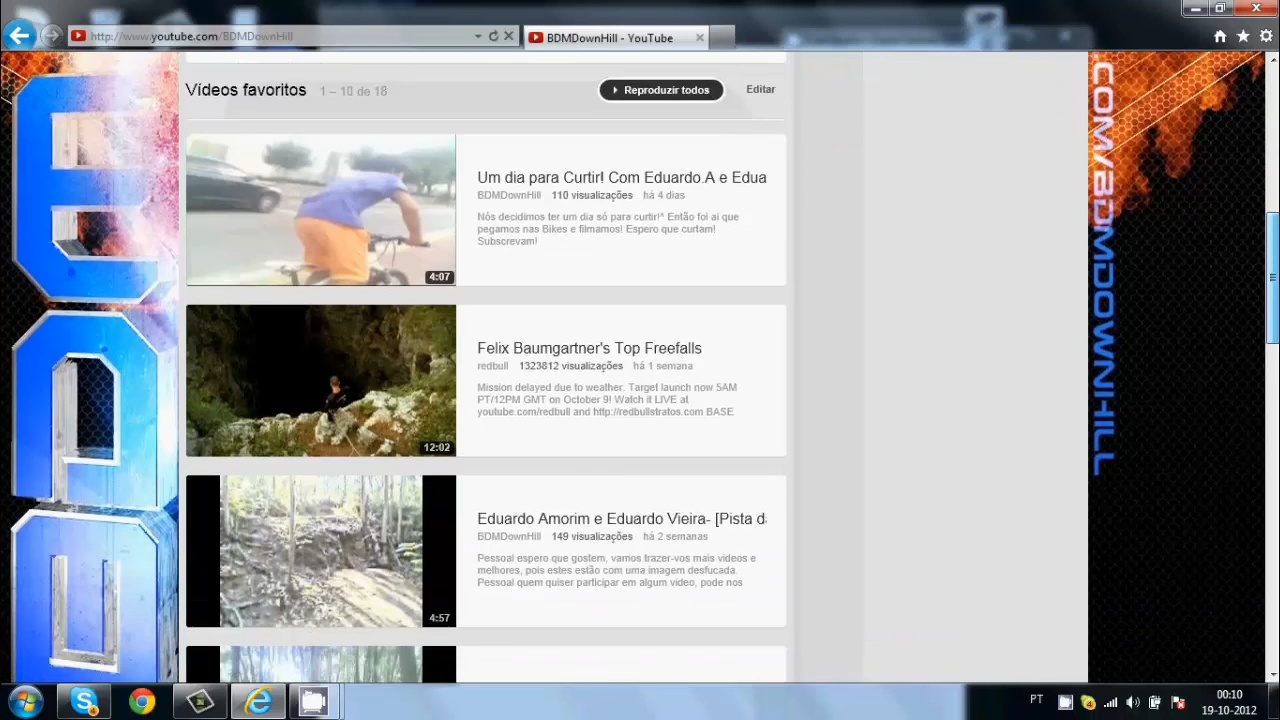 http://www.youtube.com/BDMDownHill
BDMDownHill - YouTube
Vídeos favoritos 1 – 10 de 18
Reproduzir todos
Editar
Um dia para Curtir! Com Eduardo.A e Edua
BDMDownHill 110 visualizações há 4 dias
Nós decidimos ter um dia só para curtir!^ Então foi ai que
pegamos nas Bikes e filmamos! Espero que curtam!
Subscrevam!
4:07
Felix Baumgartner's Top Freefalls
redbull 1323812 visualizações há 1 semana
Mission delayed due to weather. Target launch now 5AM
PT/12PM GMT on October 9! Watch it LIVE at
youtube.com/redbull and http://redbullstratos.com BASE
12:02
Eduardo Amorim e Eduardo Vieira- [Pista d
BDMDownHill 149 visualizações há 2 semanas
Pessoal espero que gostem, vamos trazer-vos mais videos e
melhores, pois estes estão com uma imagem desfucada.
Pessoal quem quiser participar em algum video, pode nos
4:57
COM/BDMDOWNHILL
PT
00:10
19-10-2012